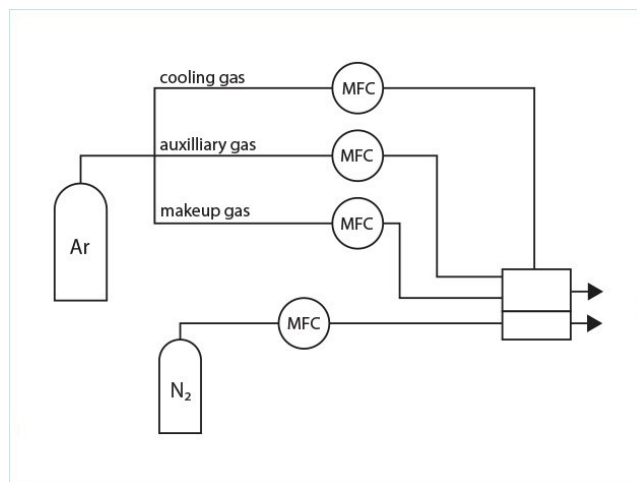 cooling gas
MFC
auxilliary gas
MFC
makeup gas
MFC
Ar
MFC
N₂